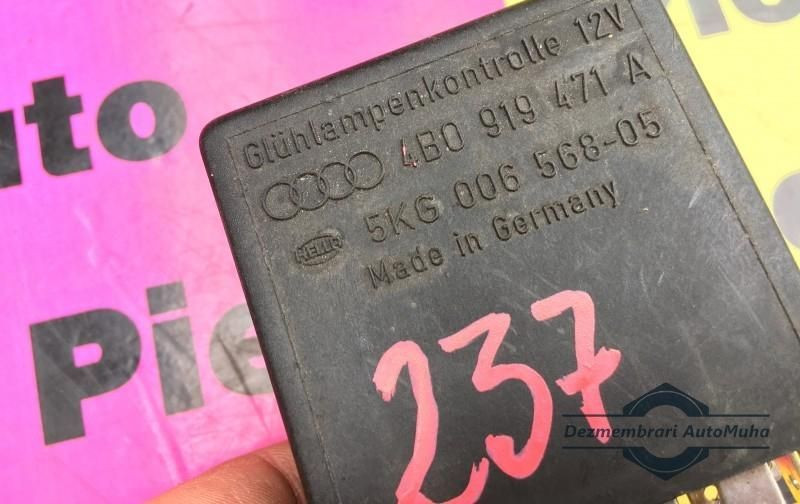 Glühlampenkontrolle 12V
4B0 919 471 A
5KG 006 568-05
HELLA
Made in Germany
237
uto
Pie
Dezmembrari AutoMuha